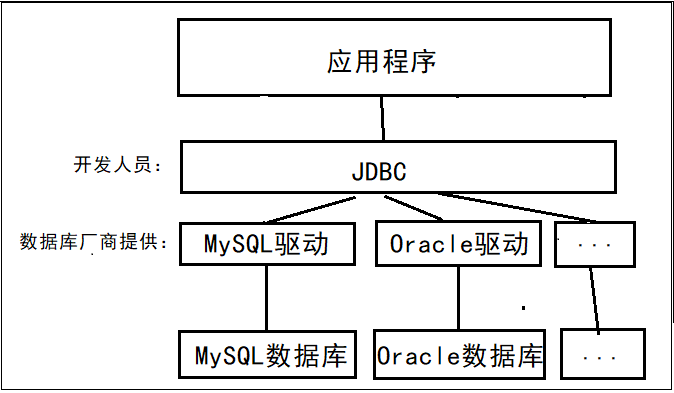 应用程序
开发人员：
JDBC
数据库厂商提供：
MySQL驱动
Oracle驱动
...
MySQL数据库
Oracle数据库
...